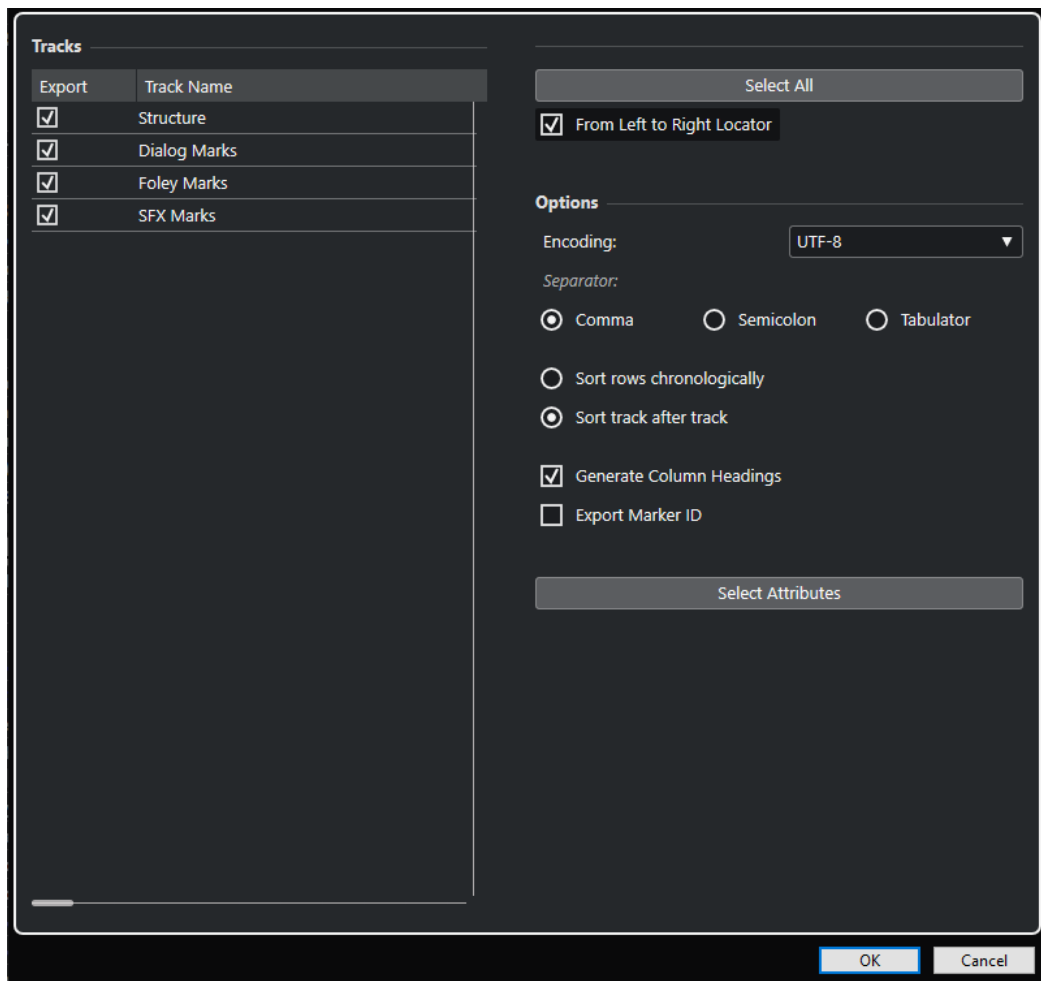 Tracks
Export Track Name
Structure
Dialog Marks
Foley Marks
SFX Marks
Select All
From Left to Right Locator
Options
Encoding: UTF-8
Separator:
Comma Semicolon Tabulator
Sort rows chronologically
Sort track after track
Generate Column Headings
Export Marker ID
Select Attributes
OK Cancel